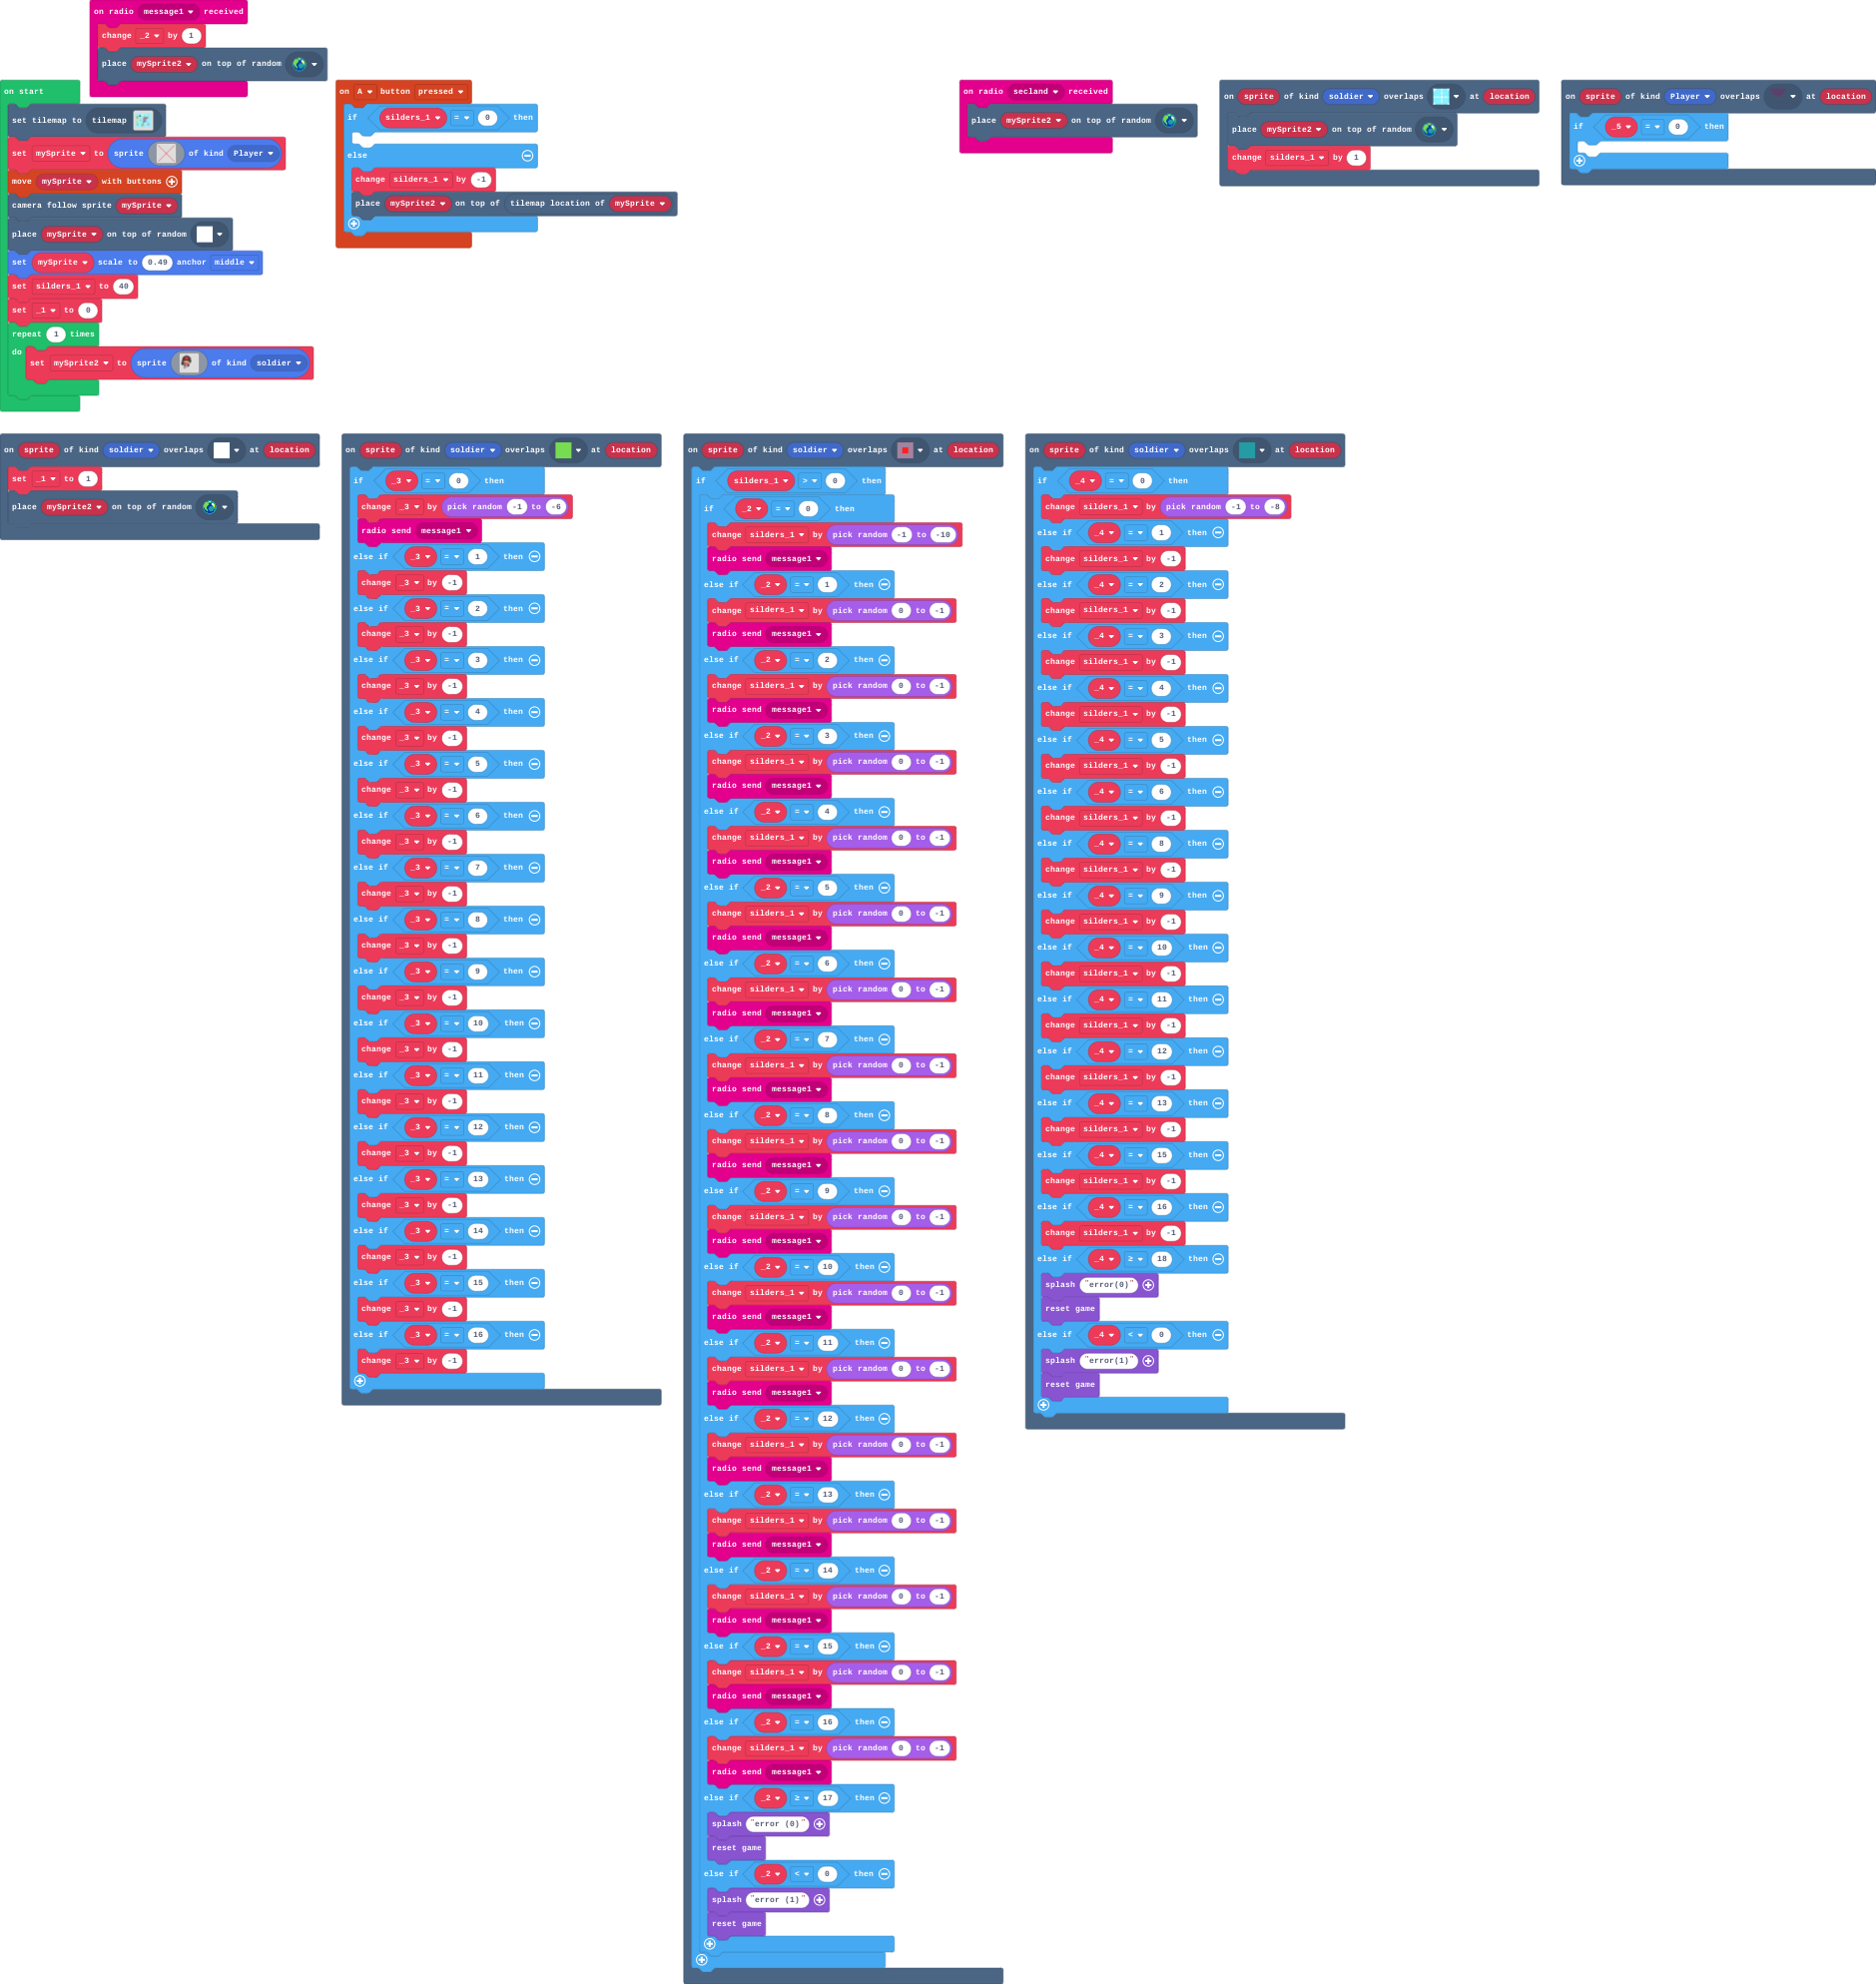 on radio message1 received
change _2 by 1
place mySprite2 on top of random
on start
set tilemap to tilemap
set mySprite to sprite of kind Player
move mySprite with buttons
camera follow sprite mySprite
place mySprite on top of random
set mySprite scale to 0.49 anchor middle
set silders_1 to 40
set _1 to 0
repeat 1 times
do
set mySprite2 to sprite of kind soldier
on A button pressed
if silders_1 = 0 then
else
change silders_1 by -1
place mySprite2 on top of tilemap location of mySprite
on radio secland received
place mySprite2 on top of random
on sprite of kind soldier overlaps at location
place mySprite2 on top of random
change silders_1 by 1
on sprite of kind Player overlaps at location
if _5 = 0 then
on sprite of kind soldier overlaps at location
set _1 to 1
place mySprite2 on top of random
on sprite of kind soldier overlaps at location
if _3 = 0 then
change _3 by pick random -1 to -6
radio send message1
else if _3 = 1 then
change _3 by -1
else if _3 = 2 then
change _3 by -1
else if _3 = 3 then
change _3 by -1
else if _3 = 4 then
change _3 by -1
else if _3 = 5 then
change _3 by -1
else if _3 = 6 then
change _3 by -1
else if _3 = 7 then
change _3 by -1
else if _3 = 8 then
change _3 by -1
else if _3 = 9 then
change _3 by -1
else if _3 = 10 then
change _3 by -1
else if _3 = 11 then
change _3 by -1
else if _3 = 12 then
change _3 by -1
else if _3 = 13 then
change _3 by -1
else if _3 = 14 then
change _3 by -1
else if _3 = 15 then
change _3 by -1
else if _3 = 16 then
change _3 by -1
on sprite of kind soldier overlaps at location
if silders_1 > 0 then
if _2 = 0 then
change silders_1 by pick random -1 to -10
radio send message1
else if _2 = 1 then
change silders_1 by pick random 0 to -1
radio send message1
else if _2 = 2 then
change silders_1 by pick random 0 to -1
radio send message1
else if _2 = 3 then
change silders_1 by pick random 0 to -1
radio send message1
else if _2 = 4 then
change silders_1 by pick random 0 to -1
radio send message1
else if _2 = 5 then
change silders_1 by pick random 0 to -1
radio send message1
else if _2 = 6 then
change silders_1 by pick random 0 to -1
radio send message1
else if _2 = 7 then
change silders_1 by pick random 0 to -1
radio send message1
else if _2 = 8 then
change silders_1 by pick random 0 to -1
radio send message1
else if _2 = 9 then
change silders_1 by pick random 0 to -1
radio send message1
else if _2 = 10 then
change silders_1 by pick random 0 to -1
radio send message1
else if _2 = 11 then
change silders_1 by pick random 0 to -1
radio send message1
else if _2 = 12 then
change silders_1 by pick random 0 to -1
radio send message1
else if _2 = 13 then
change silders_1 by pick random 0 to -1
radio send message1
else if _2 = 14 then
change silders_1 by pick random 0 to -1
radio send message1
else if _2 = 15 then
change silders_1 by pick random 0 to -1
radio send message1
else if _2 = 16 then
change silders_1 by pick random 0 to -1
radio send message1
else if _2 ≥ 17 then
splash "error (0)"
reset game
else if _2 < 0 then
splash "error (1)"
reset game
on sprite of kind soldier overlaps at location
if _4 = 0 then
change silders_1 by pick random -1 to -8
else if _4 = 1 then
change silders_1 by -1
else if _4 = 2 then
change silders_1 by -1
else if _4 = 3 then
change silders_1 by -1
else if _4 = 4 then
change silders_1 by -1
else if _4 = 5 then
change silders_1 by -1
else if _4 = 6 then
change silders_1 by -1
else if _4 = 8 then
change silders_1 by -1
else if _4 = 9 then
change silders_1 by -1
else if _4 = 10 then
change silders_1 by -1
else if _4 = 11 then
change silders_1 by -1
else if _4 = 12 then
change silders_1 by -1
else if _4 = 13 then
change silders_1 by -1
else if _4 = 15 then
change silders_1 by -1
else if _4 = 16 then
change silders_1 by -1
else if _4 ≥ 18 then
splash "error(0)"
reset game
else if _4 < 0 then
splash "error(1)"
reset game